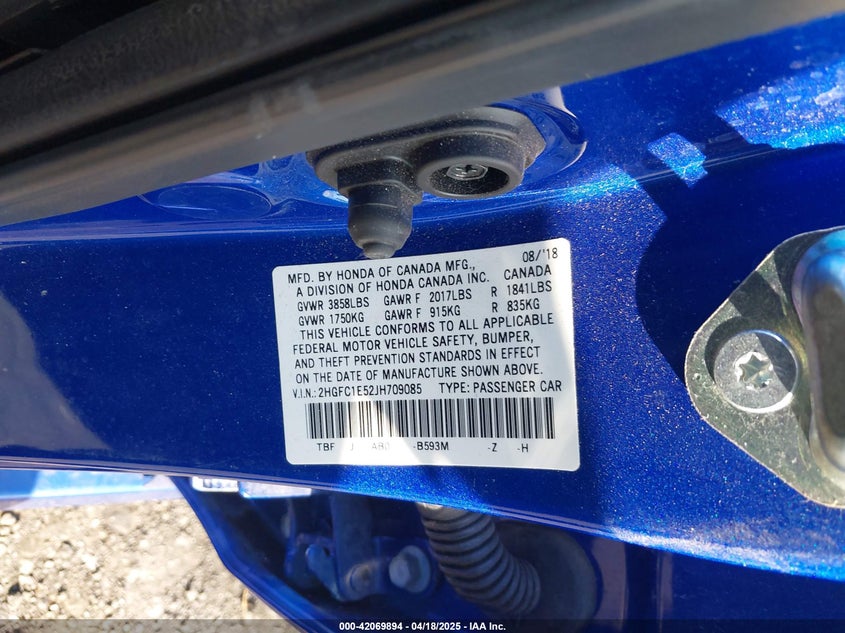 08/'18
MFD. BY HONDA OF CANADA MFG., CANADA
A DIVISION OF HONDA CANADA INC.
GVWR 3858LBS GAWR F 2017LBS R 1841LBS
GVWR 1750KG GAWR F 915KG R 835KG
THIS VEHICLE CONFORMS TO ALL APPLICABLE
FEDERAL MOTOR VEHICLE SAFETY, BUMPER,
AND THEFT PREVENTION STANDARDS IN EFFECT
ON THE DATE OF MANUFACTURE SHOWN ABOVE.
V.I.N.: 2HGFC1E52JH709085 TYPE: PASSENGER CAR
TBF J AB0 -B593M -Z -H
000-42069894 - 04/18/2025 - IAA Inc.